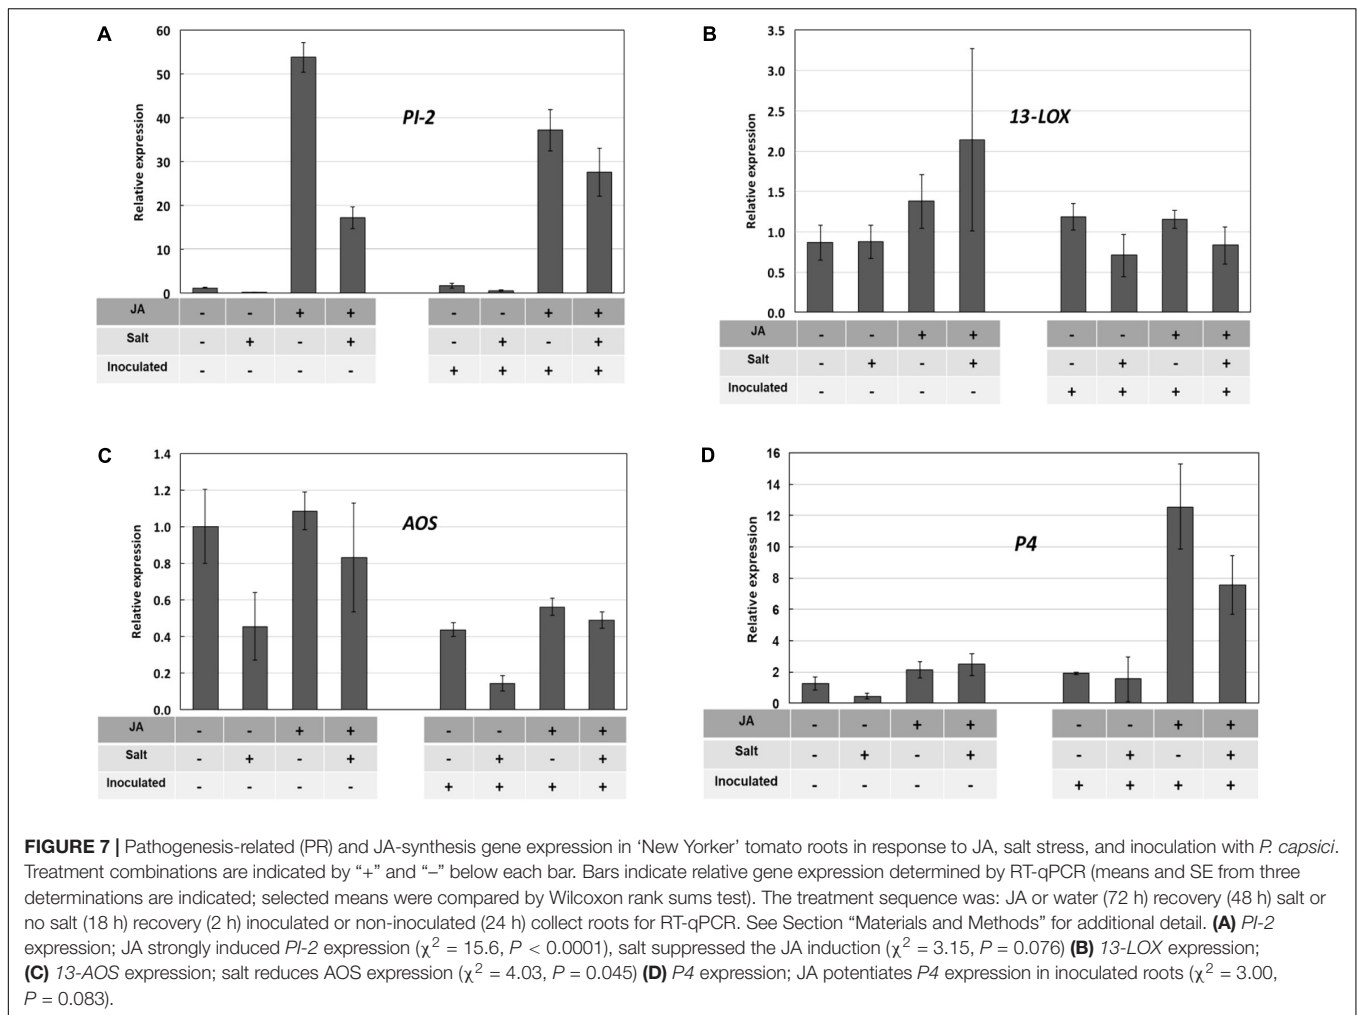 A
60
50
40
30
20
10
0
Relative expression
PI-2
JA - - + + - - + +
Salt - + - + - + - +
Inoculated - - - - + + + +
B
3.5
3.0
2.5
2.0
1.5
1.0
0.5
0.0
Relative expression
13-LOX
JA - - + + - - + +
Salt - + - + - + - +
Inoculated - - - - + + + +
C
1.4
1.2
1.0
0.8
0.6
0.4
0.2
0.0
Relative expression
AOS
JA - - + + - - + +
Salt - + - + - + - +
Inoculated - - - - + + + +
D
16
14
12
10
8
6
4
2
0
Relative expression
P4
JA - - + + - - + +
Salt - + - + - + - +
Inoculated - - - - + + + +
FIGURE 7 | Pathogenesis-related (PR) and JA-synthesis gene expression in ‘New Yorker’ tomato roots in response to JA, salt stress, and inoculation with P. capsici.
Treatment combinations are indicated by “+” and “–” below each bar. Bars indicate relative gene expression determined by RT-qPCR (means and SE from three
determinations are indicated; selected means were compared by Wilcoxon rank sums test). The treatment sequence was: JA or water (72 h) recovery (48 h) salt or
no salt (18 h) recovery (2 h) inoculated or non-inoculated (24 h) collect roots for RT-qPCR. See Section “Materials and Methods” for additional detail. (A) PI-2
expression; JA strongly induced PI-2 expression (χ² = 15.6, P < 0.0001), salt suppressed the JA induction (χ² = 3.15, P = 0.076) (B) 13-LOX expression;
(C) 13-AOS expression; salt reduces AOS expression (χ² = 4.03, P = 0.045) (D) P4 expression; JA potentiates P4 expression in inoculated roots (χ² = 3.00,
P = 0.083).